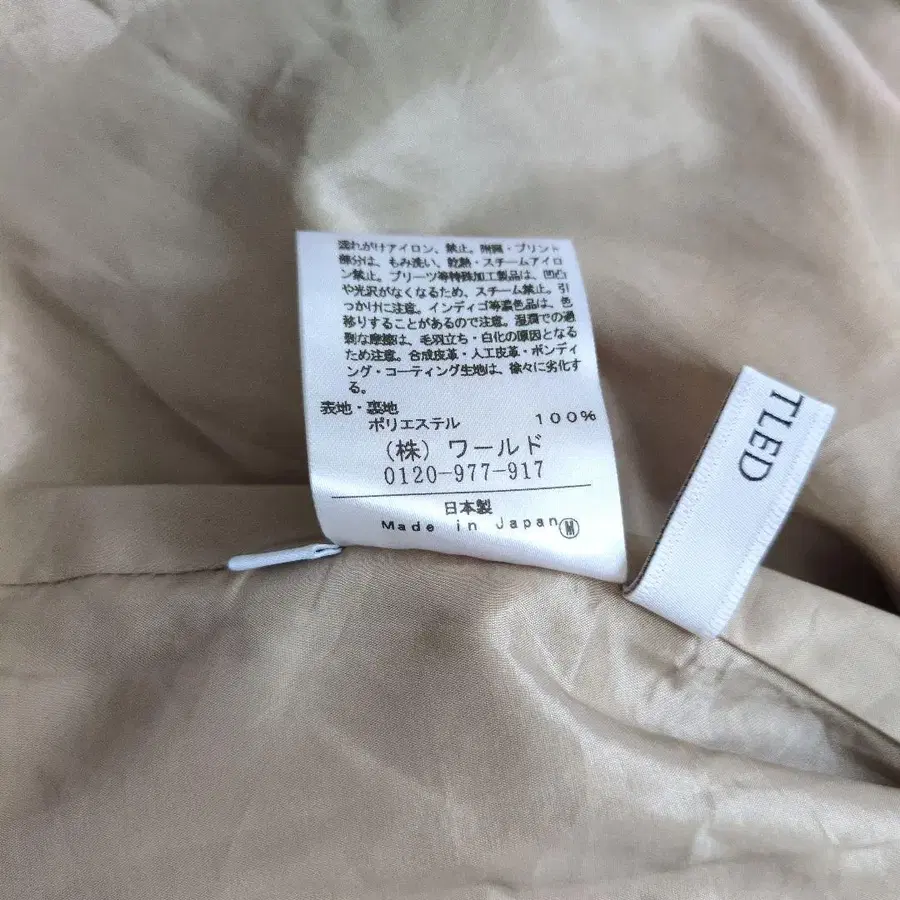 濡れがけアイロン、禁止。附属・プリント
部分は、もみ洗い、乾熱・スチームアイロ
ン禁止。プリーツ等特殊加工製品は、凹凸
や光沢がなくなるため、スチーム禁止。引
っかけに注意。インディゴ等濃色品は、色
移りすることがあるので注意。湿潤での過
剰な摩擦は、毛羽立ち・白化の原因となる
ため注意。合成皮革・人工皮革・ボンディ
ング・コーティング生地は、徐々に劣化す
る。
表地・裏地
ポリエステル 100%
(株) ワールド
0120-977-917
日本製
Made in Japan Ⓜ
TLED